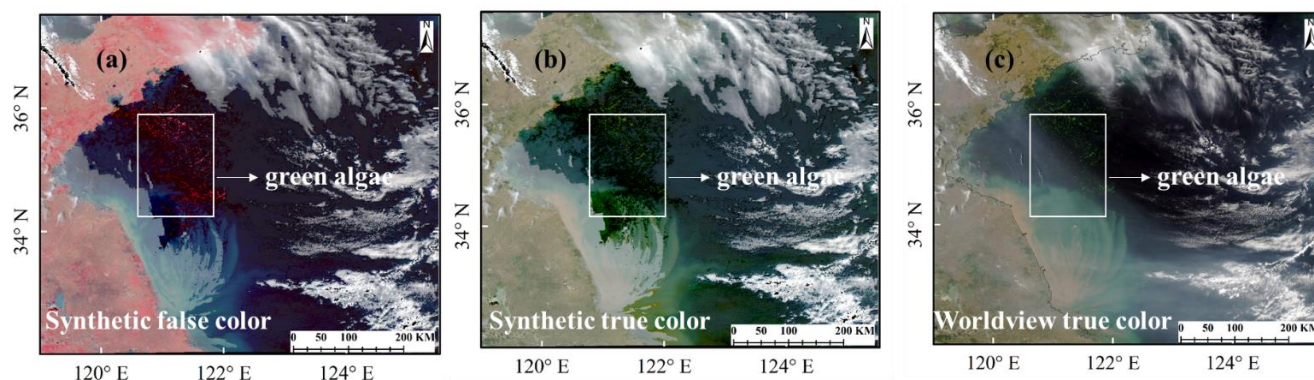 (a)
N
36° N
34° N
green algae
Synthetic false color
0 50 100 200 KM
120° E 122° E 124° E
(b)
N
36° N
34° N
green algae
Synthetic true color
0 50 100 200 KM
120° E 122° E 124° E
(c)
N
36° N
34° N
green algae
Worldview true color
0 50 100 200 KM
120° E 122° E 124° E